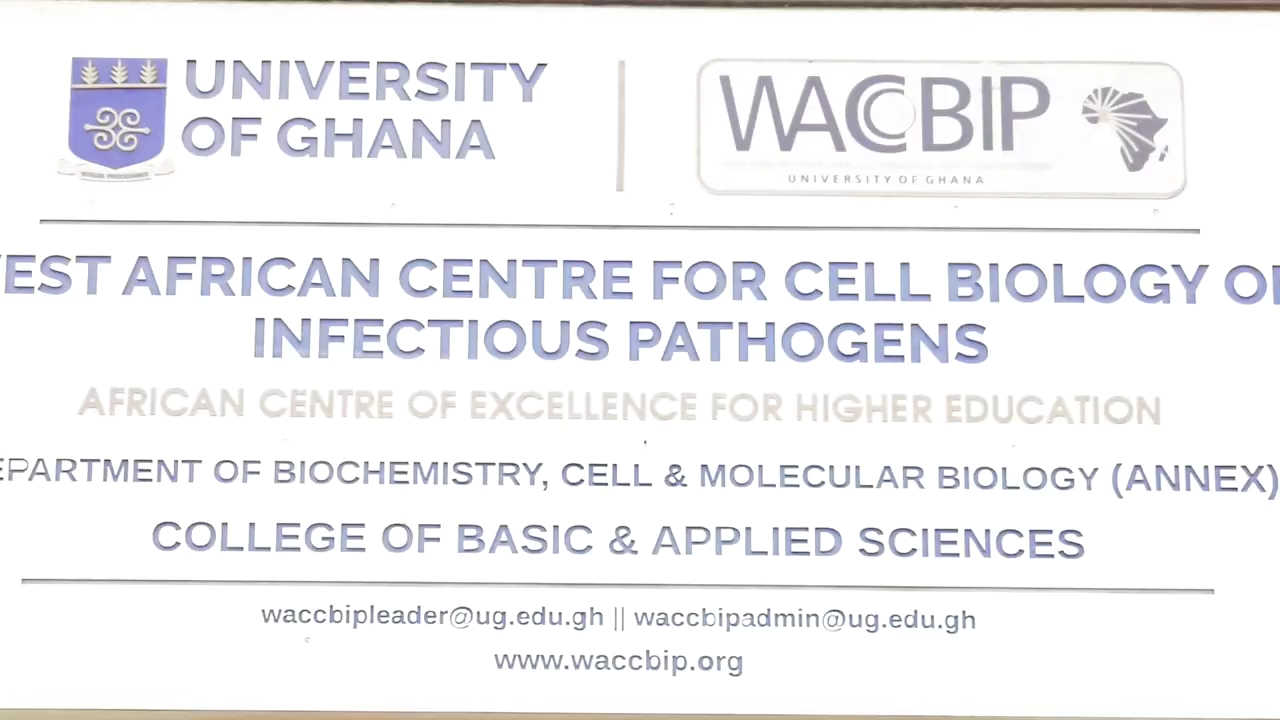 UNIVERSITY
OF GHANA
INTEGRI PROCEDAMUS
WACCBIP
UNIVERSITY OF GHANA
EST AFRICAN CENTRE FOR CELL BIOLOGY O
INFECTIOUS PATHOGENS
AFRICAN CENTRE OF EXCELLENCE FOR HIGHER EDUCATION
EPARTMENT OF BIOCHEMISTRY, CELL & MOLECULAR BIOLOGY (ANNEX)
COLLEGE OF BASIC & APPLIED SCIENCES
waccbipleader@ug.edu.gh || waccbipadmin@ug.edu.gh
www.waccbip.org